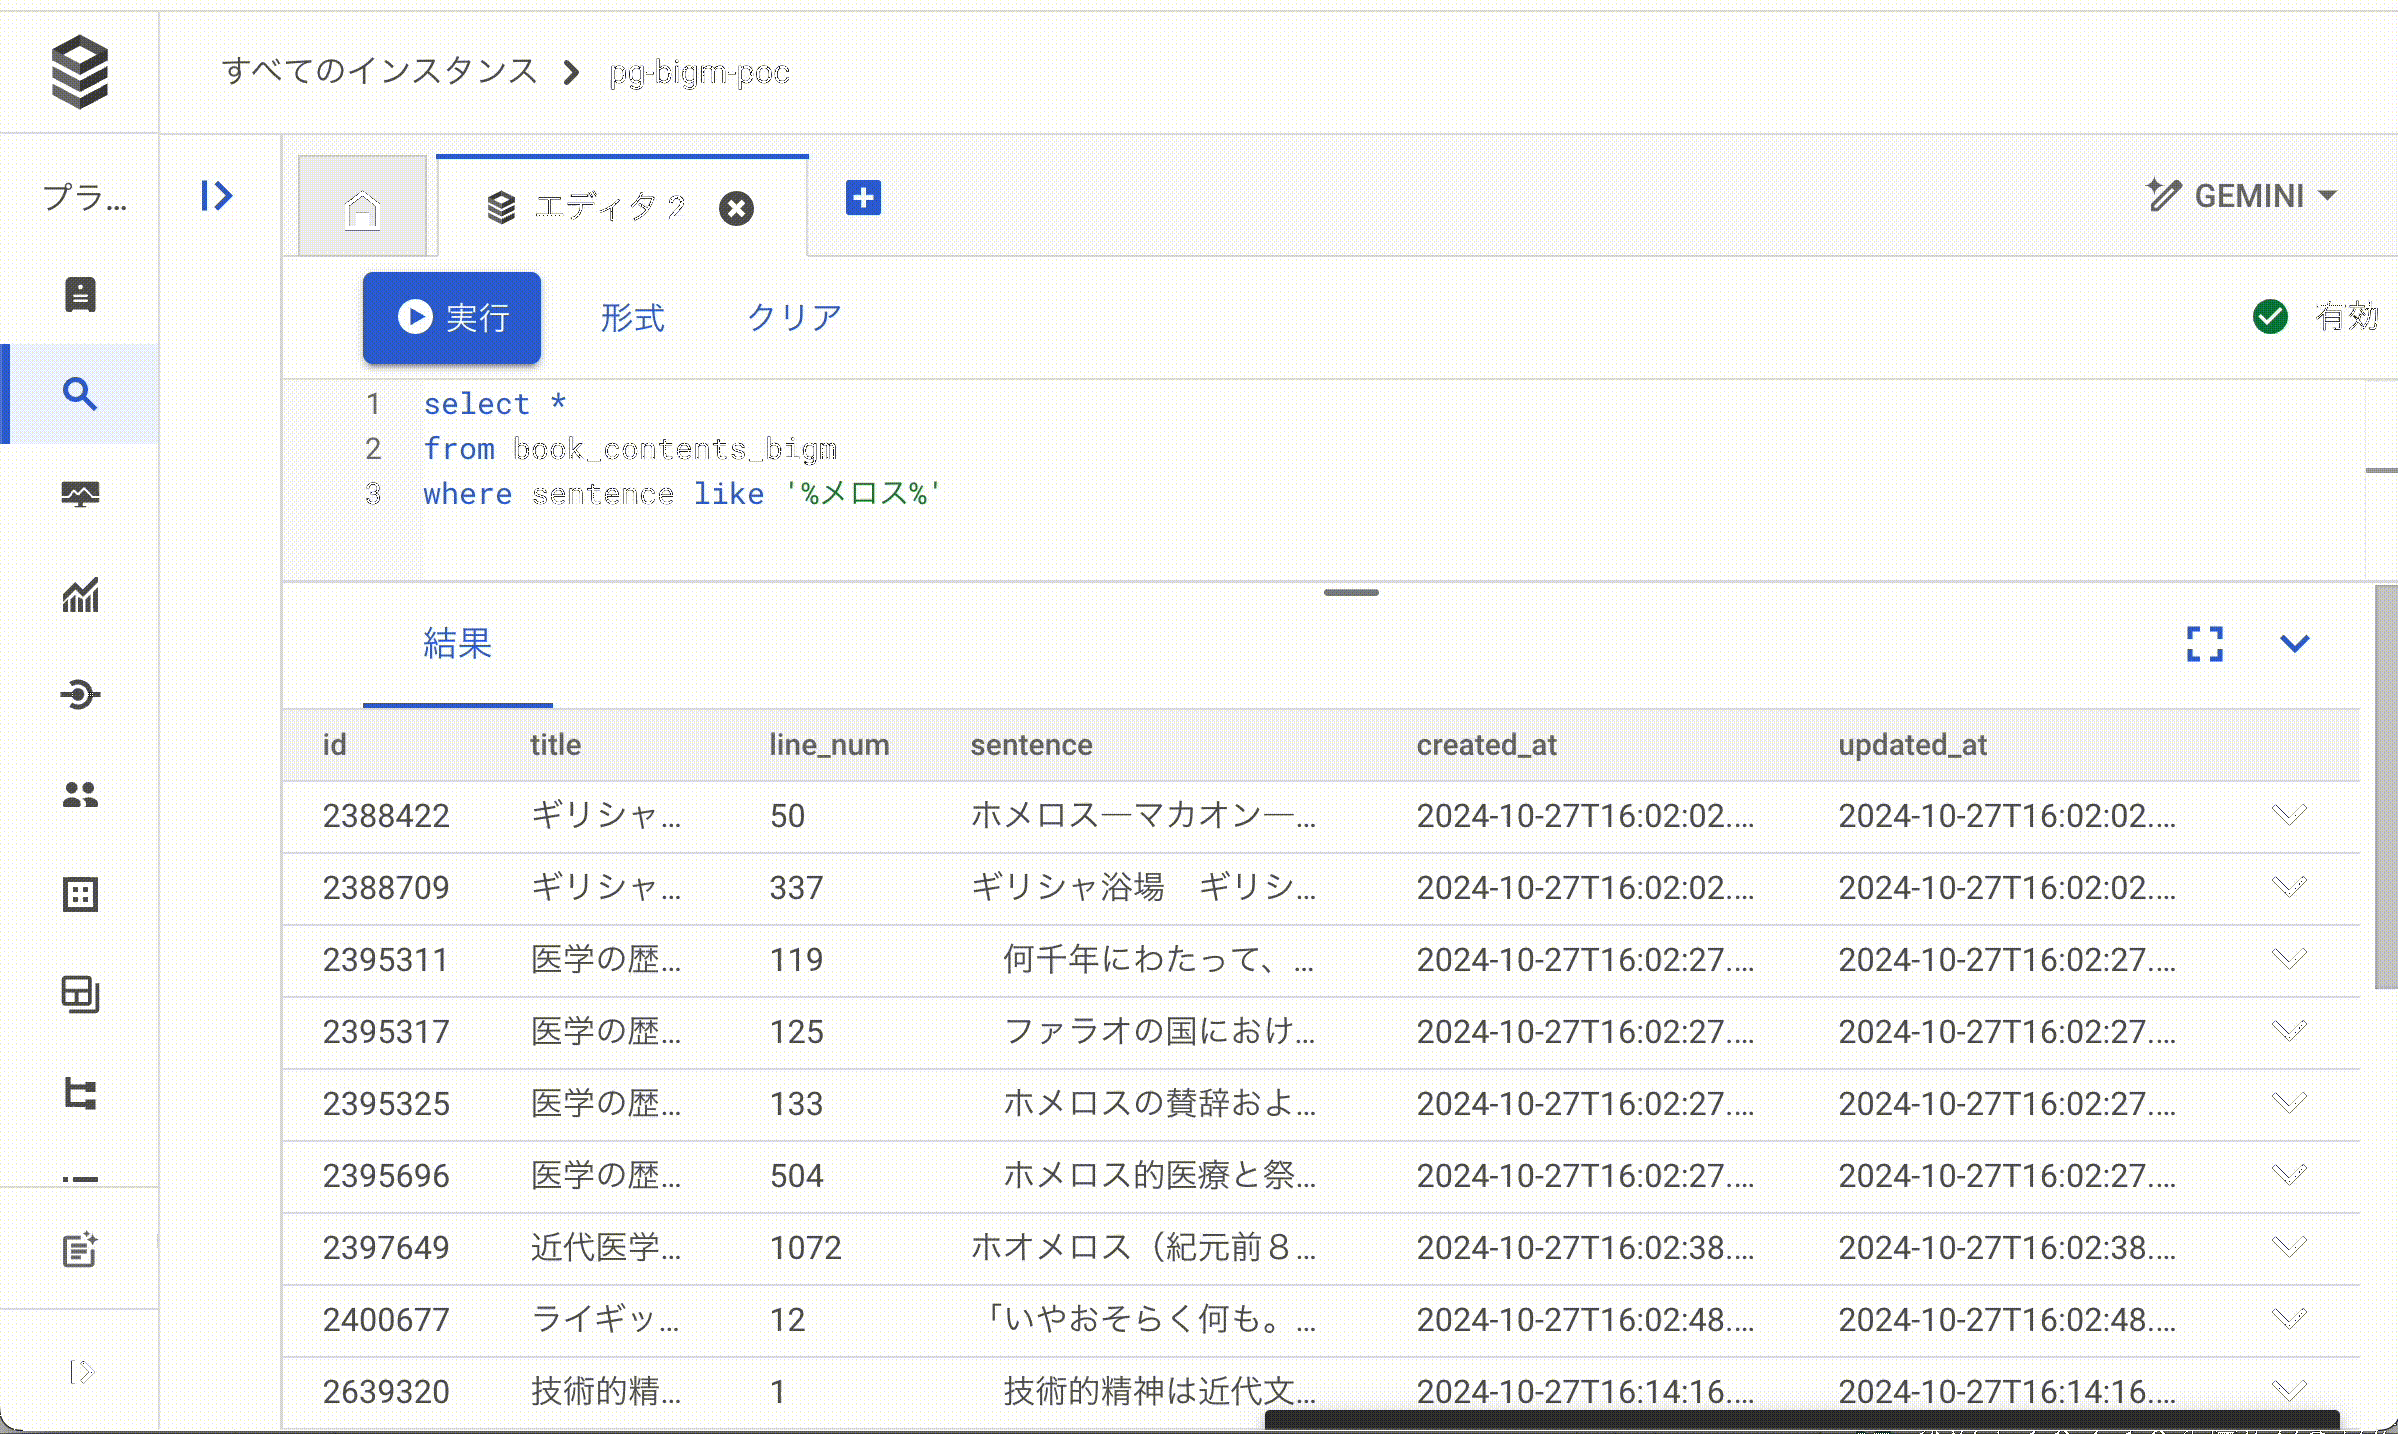 すべてのインスタンス pg-bigm-poc
プラ...
エディタ 2
GEMINI
実行 形式 クリア 有効
1 select *
2 from book_contents_bigm
3 where sentence like '%メロス%'
結果
id title line_num sentence created_at updated_at
2388422 ギリシャ... 50 ホメロス―マカオン―... 2024-10-27T16:02:02.... 2024-10-27T16:02:02....
2388709 ギリシャ... 337 ギリシャ浴場　ギリシ... 2024-10-27T16:02:02.... 2024-10-27T16:02:02....
2395311 医学の歴... 119 何千年にわたって、... 2024-10-27T16:02:27.... 2024-10-27T16:02:27....
2395317 医学の歴... 125 ファラオの国におけ... 2024-10-27T16:02:27.... 2024-10-27T16:02:27....
2395325 医学の歴... 133 ホメロスの賛辞およ... 2024-10-27T16:02:27.... 2024-10-27T16:02:27....
2395696 医学の歴... 504 ホメロス的医療と祭... 2024-10-27T16:02:27.... 2024-10-27T16:02:27....
2397649 近代医学... 1072 ホオメロス（紀元前８... 2024-10-27T16:02:38.... 2024-10-27T16:02:38....
2400677 ライギッ... 12 「いやおそらく何も。... 2024-10-27T16:02:48.... 2024-10-27T16:02:48....
2639320 技術的精... 1 技術的精神は近代文... 2024-10-27T16:14:16.... 2024-10-27T16:14:16....